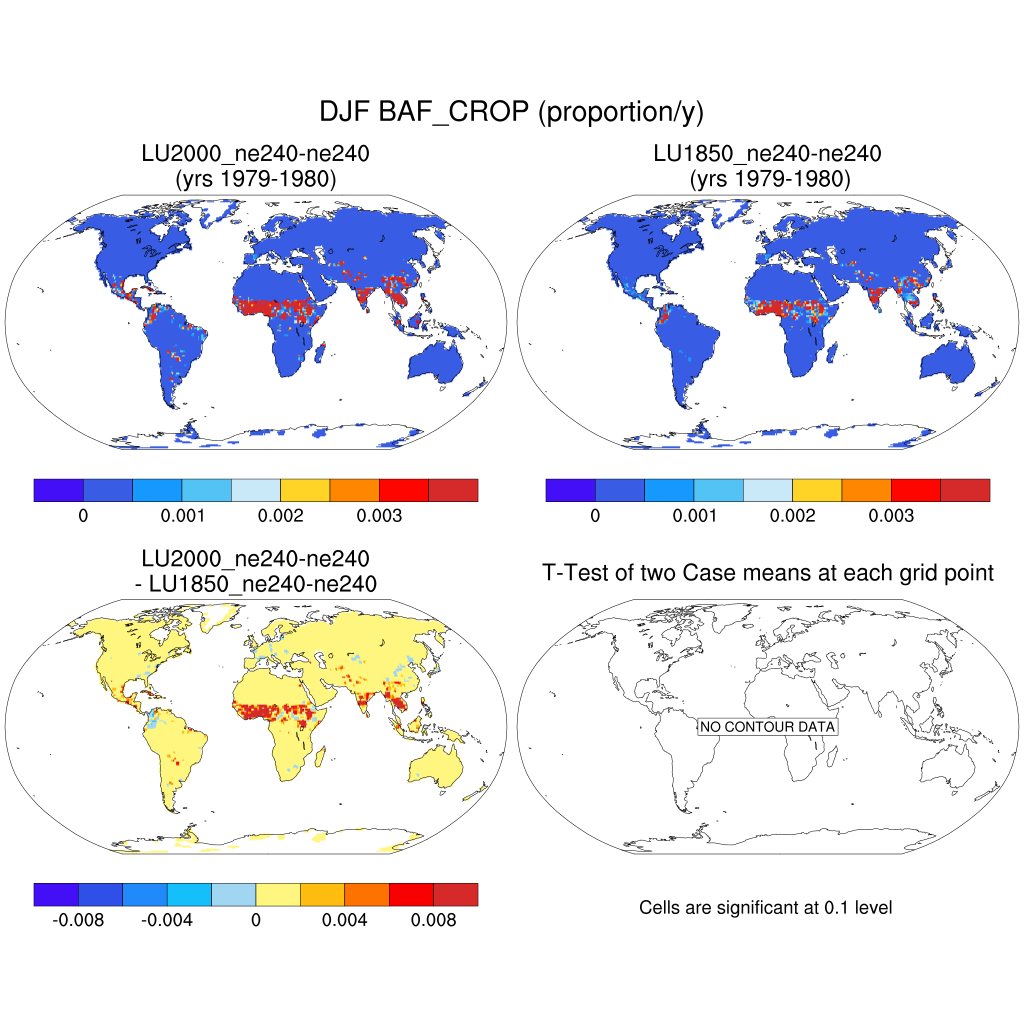 DJF BAF_CROP (proportion/y)
LU2000_ne240-ne240
(yrs 1979-1980)
LU1850_ne240-ne240
(yrs 1979-1980)
0 0.001 0.002 0.003
0 0.001 0.002 0.003
LU2000_ne240-ne240
- LU1850_ne240-ne240
T-Test of two Case means at each grid point
NO CONTOUR DATA
-0.008 -0.004 0 0.004 0.008
Cells are significant at 0.1 level